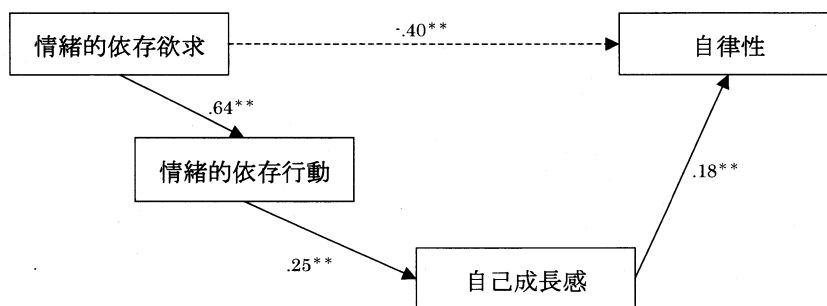 情緒的依存欲求
-.40**
自律性
.64**
情緒的依存行動
.18**
.25**
自己成長感